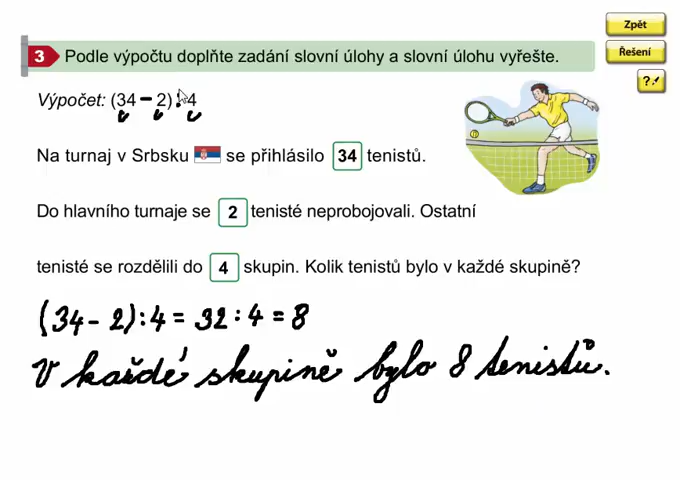 Zpět
3 Podle výpočtu doplňte zadání slovní úlohy a slovní úlohu vyřešte.
Řešení
?
Výpočet: (34 – 2) : 4
Na turnaj v Srbsku se přihlásilo 34 tenistů.
Do hlavního turnaje se 2 tenisté neprobojovali. Ostatní
tenisté se rozdělili do 4 skupin. Kolik tenistů bylo v každé skupině?
(34 - 2) : 4 = 32 : 4 = 8
V každé skupině bylo 8 tenistů.